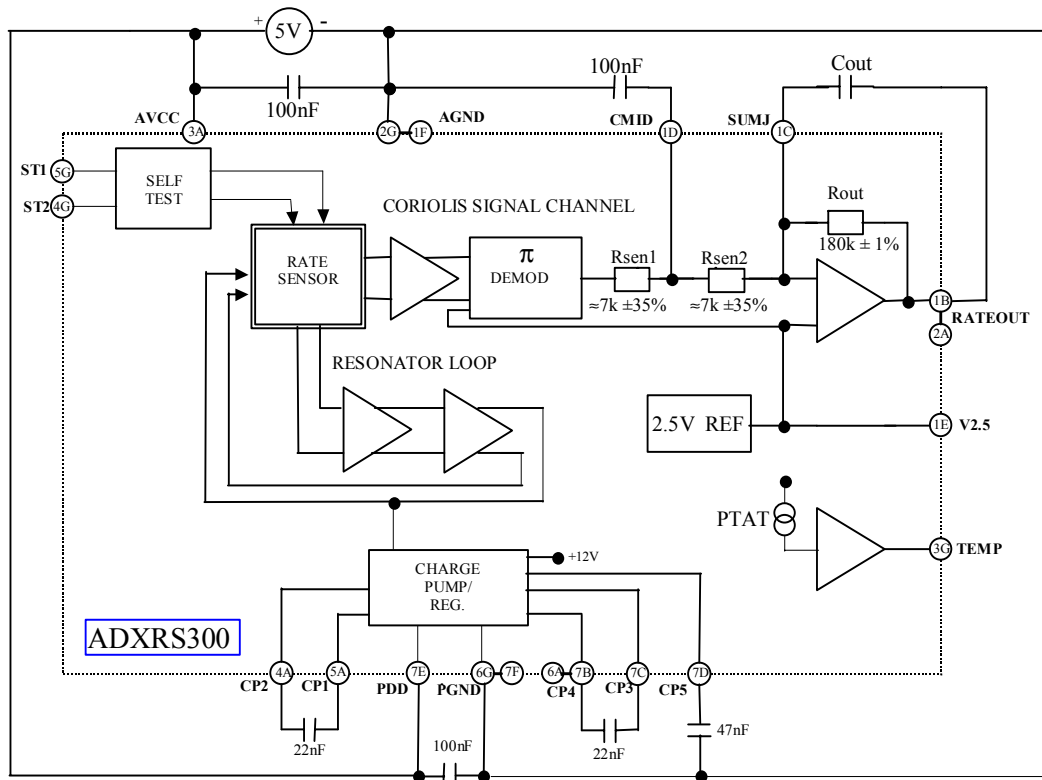 + 5V -
100nF
100nF
Cout
AVCC
3A
2G
1F
AGND
CMID
1D
SUMJ
1C
ST1
5G
ST2
4G
SELF
TEST
CORIOLIS SIGNAL CHANNEL
Rout
180k ± 1%
RATE
SENSOR
π
DEMOD
Rsen1
≈7k ±35%
Rsen2
≈7k ±35%
1B
RATEOUT
2A
RESONATOR LOOP
2.5V REF
1E
V2.5
PTAT
3G
TEMP
+12V
CHARGE
PUMP/
REG.
ADXRS300
4A
CP2
5A
CP1
7E
PDD
6G
7F
PGND
6A
7B
CP4
7C
CP3
7D
CP5
22nF
100nF
22nF
47nF